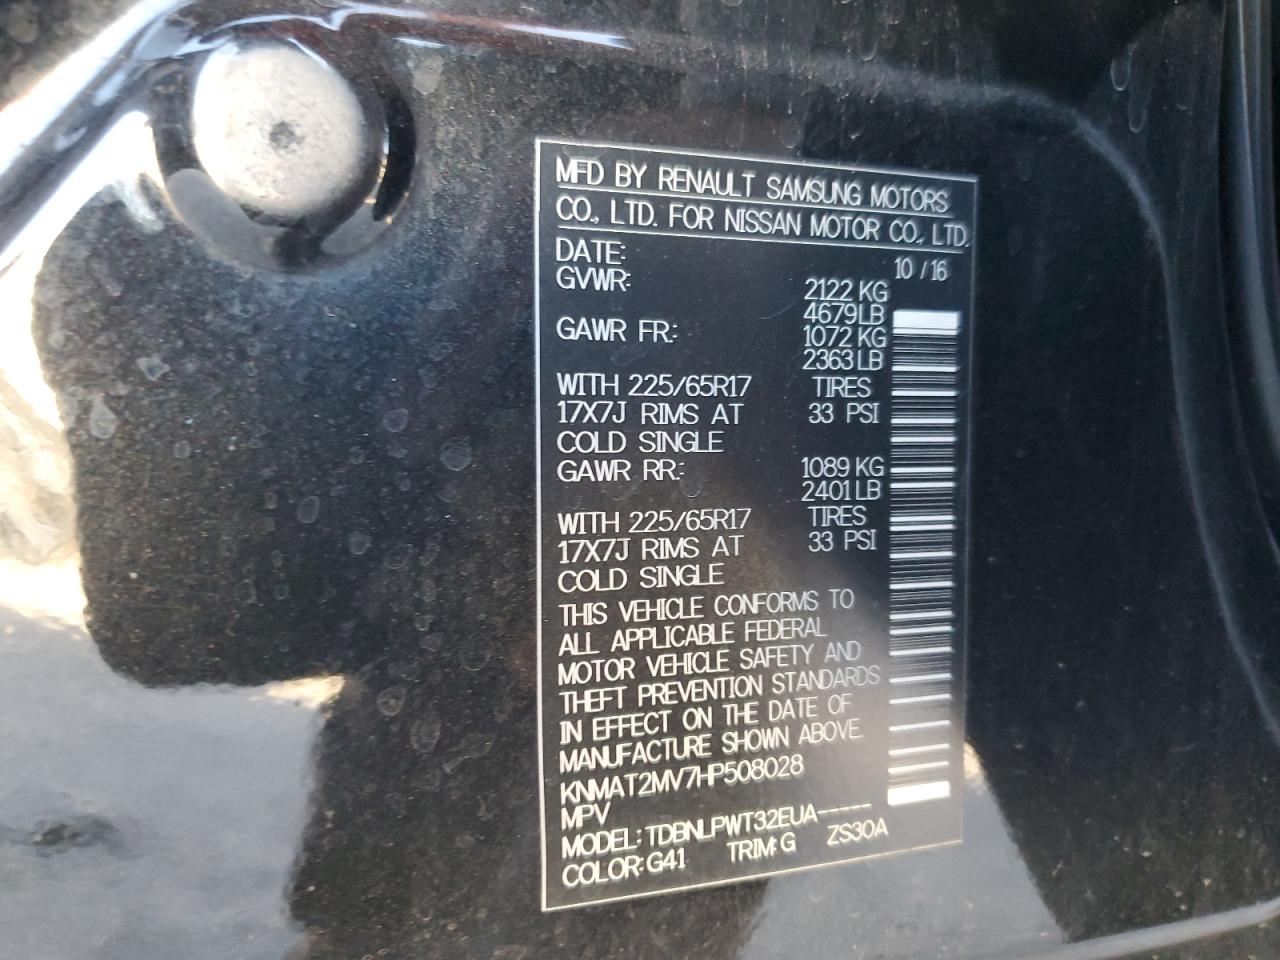 MFD BY RENAULT SAMSUNG MOTORS
CO., LTD. FOR NISSAN MOTOR CO., LTD.
DATE: 10 / 16
GVWR: 2122 KG
4679 LB
GAWR FR: 1072 KG
2363 LB
WITH 225/65R17 TIRES
17X7J RIMS AT 33 PSI
COLD SINGLE
GAWR RR: 1089 KG
2401 LB
WITH 225/65R17 TIRES
17X7J RIMS AT 33 PSI
COLD SINGLE
THIS VEHICLE CONFORMS TO
ALL APPLICABLE FEDERAL
MOTOR VEHICLE SAFETY AND
THEFT PREVENTION STANDARDS
IN EFFECT ON THE DATE OF
MANUFACTURE SHOWN ABOVE.
KNMAT2MV7HP508028
MPV
MODEL: TDBNLPWT32EUA-----
COLOR: G41 TRIM: G ZS30A